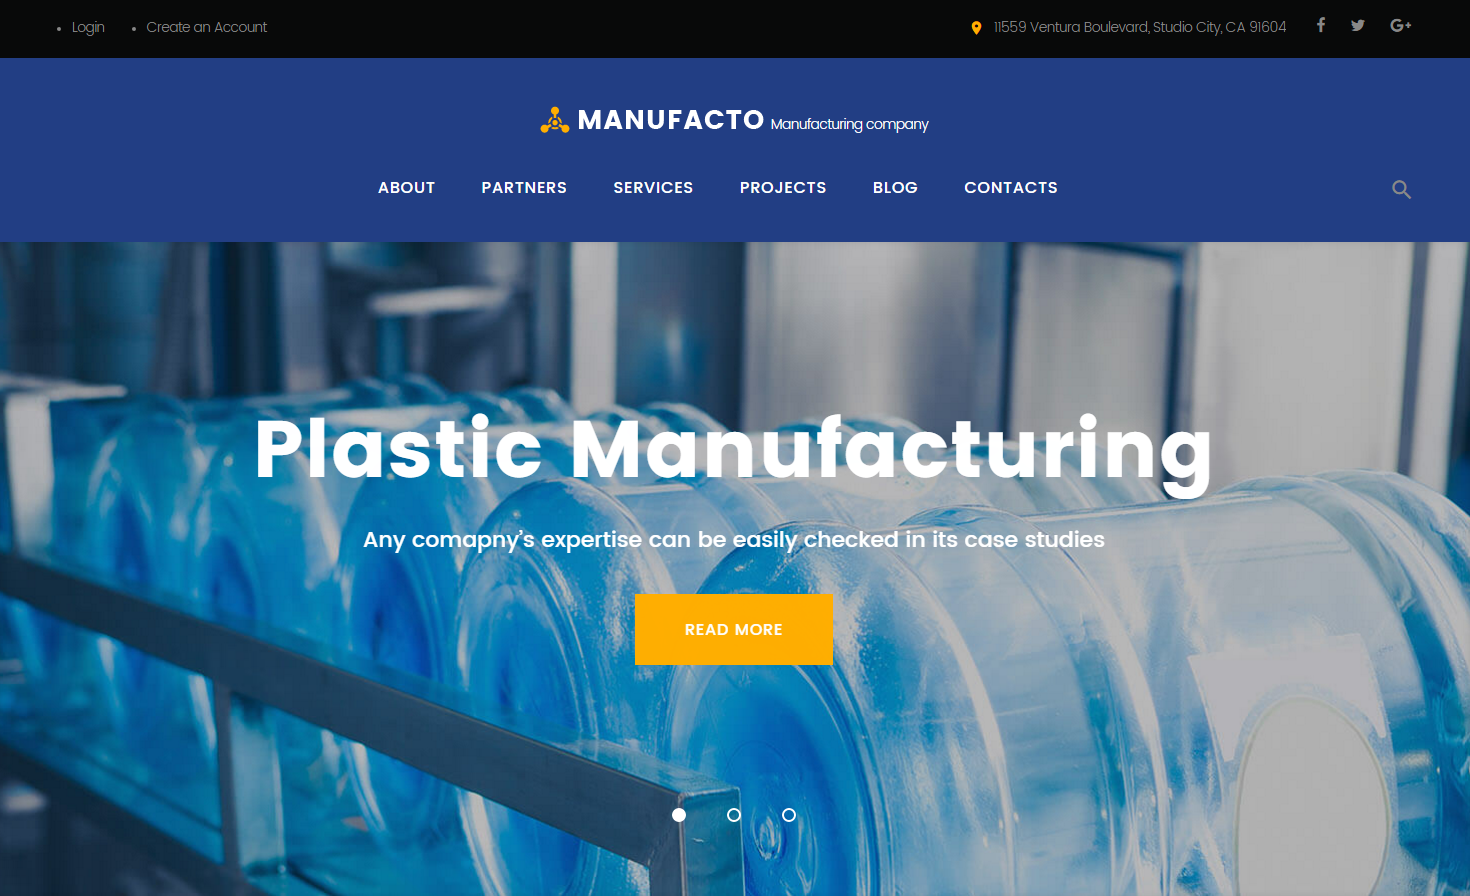 Login
Create an Account
11559 Ventura Boulevard, Studio City, CA 91604
MANUFACTO Manufacturing company
ABOUT PARTNERS SERVICES PROJECTS BLOG CONTACTS
Plastic Manufacturing
Any comapny's expertise can be easily checked in its case studies
READ MORE